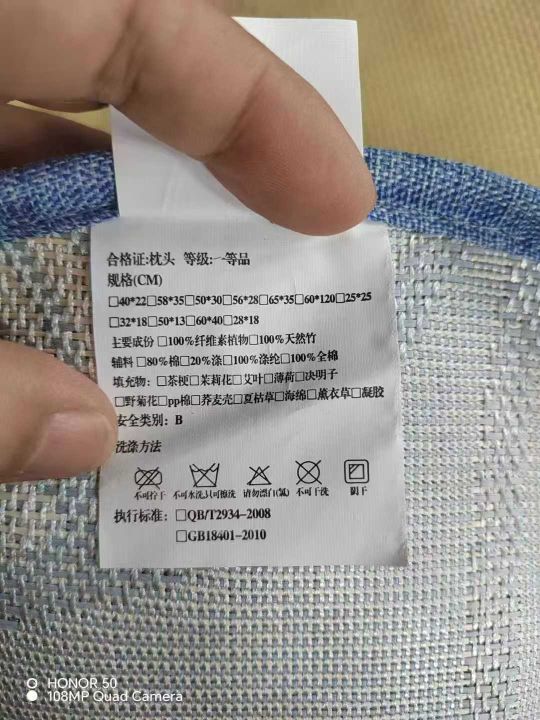 合格证:枕头 等级:一等品
规格(CM)
□40*22□58*35□50*30□56*28□65*35□60*120□25*25
□32*18□50*13□60*40□28*18
主要成份 □100%纤维素植物□100%天然竹
辅料 □80%棉□20%涤□100%涤纶□100%全棉
填充物: □茶梗□茉莉花□艾叶□薄荷□决明子
□野菊花□pp棉□荞麦壳□夏枯草□海绵□薰衣草□凝胶
安全类别: B
洗涤方法
不可拧干 不可水洗,只可擦洗 请勿漂白(氯) 不可干洗 阴干
执行标准: □QB/T2934-2008
□GB18401-2010
HONOR 50
108MP Quad Camera